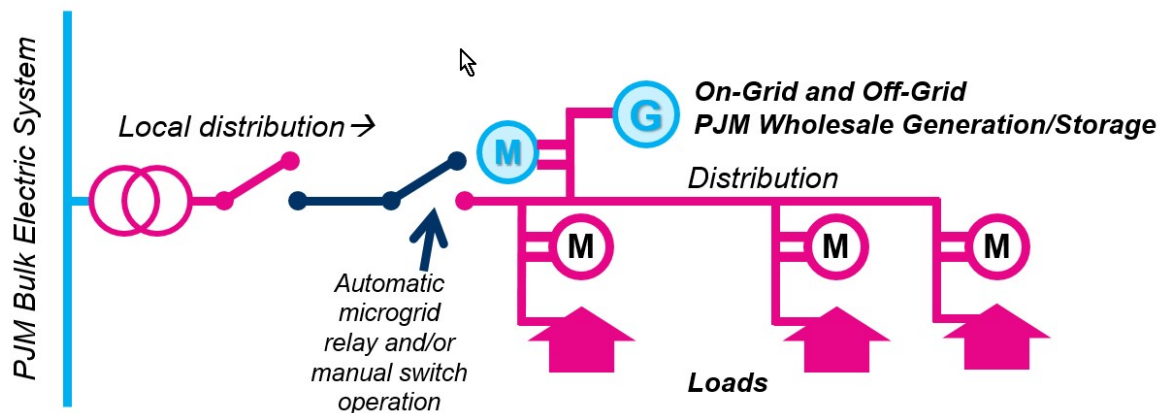 PJM Bulk Electric System
Local distribution →
M
G
On-Grid and Off-Grid
PJM Wholesale Generation/Storage
Distribution
M
M
M
Automatic
microgrid
relay and/or
manual switch
operation
Loads